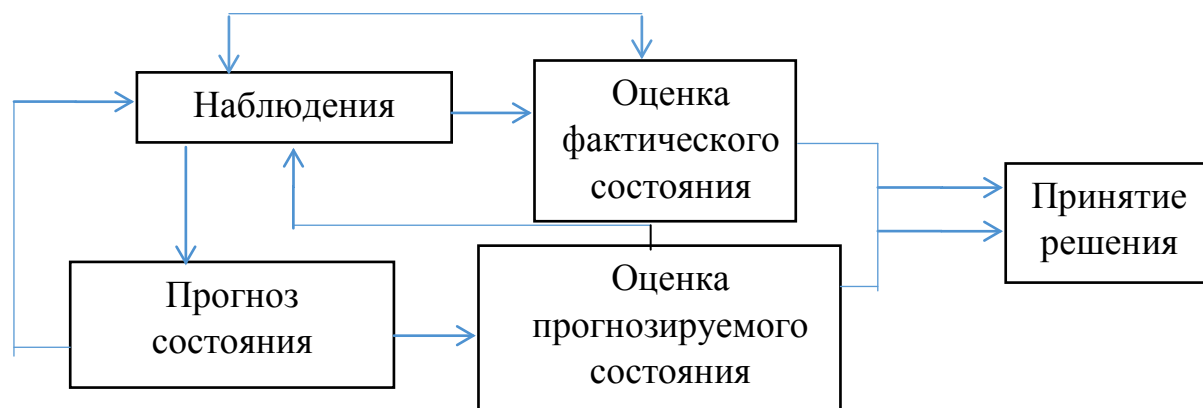 Наблюдения
Оценка
фактического
состояния
Принятие
решения
Прогноз
состояния
Оценка
прогнозируемого
состояния